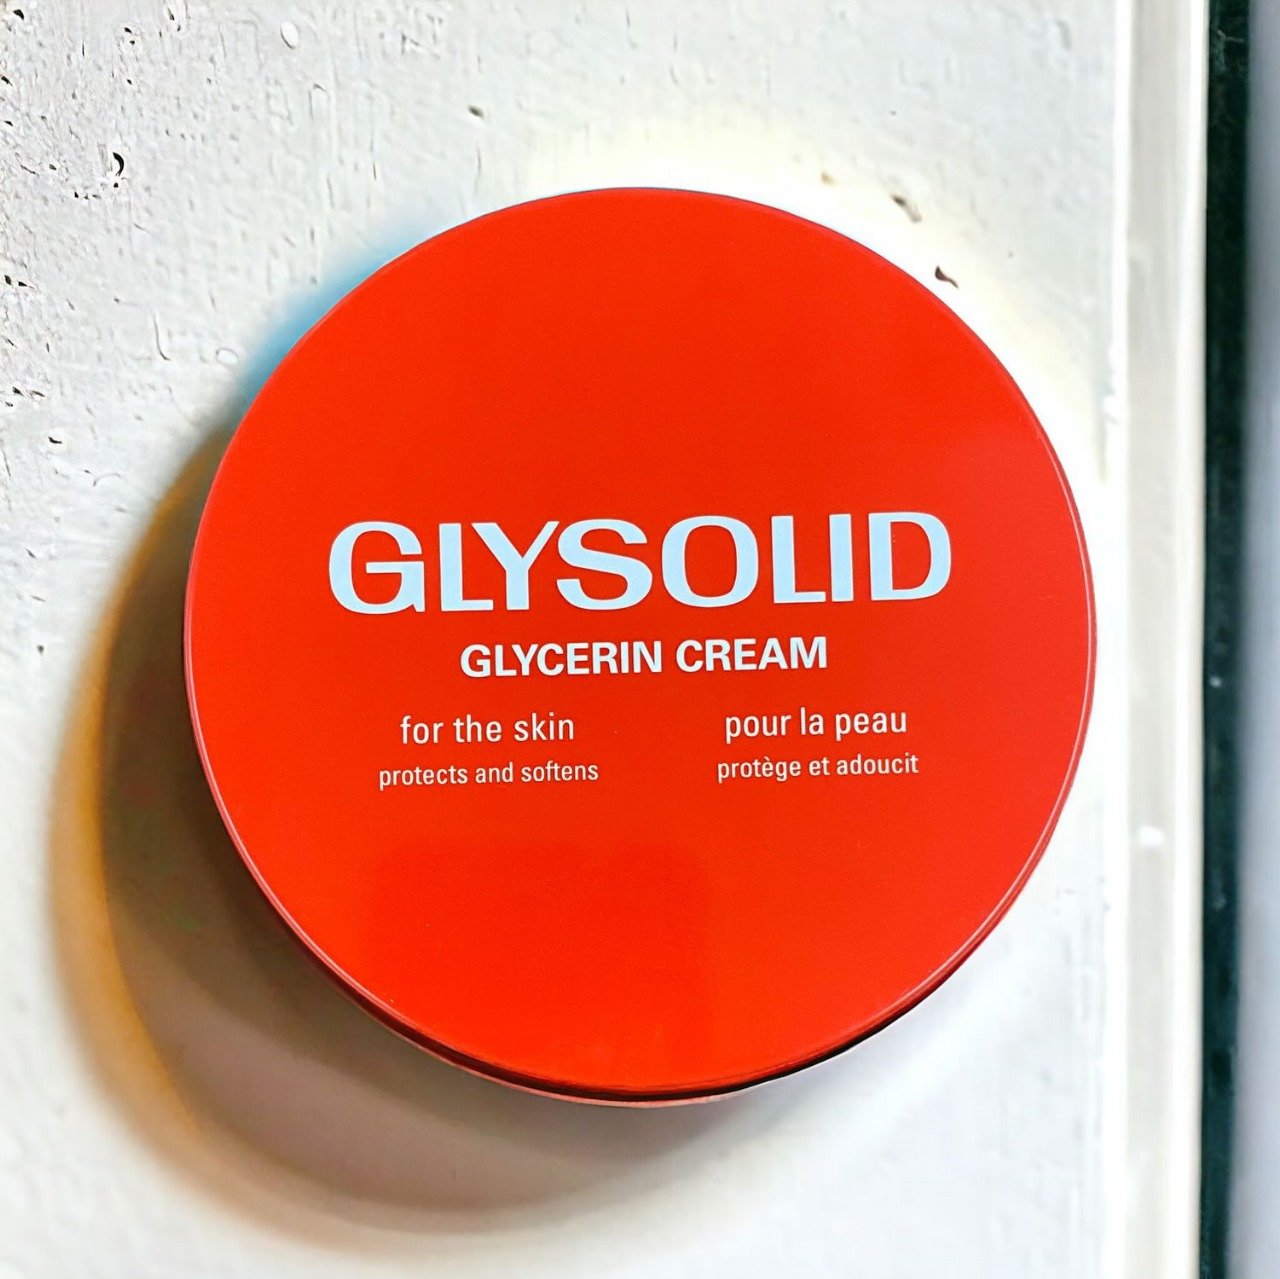 GLYSOLID
GLYCERIN CREAM
for the skin
protects and softens
pour la peau
protège et adoucit